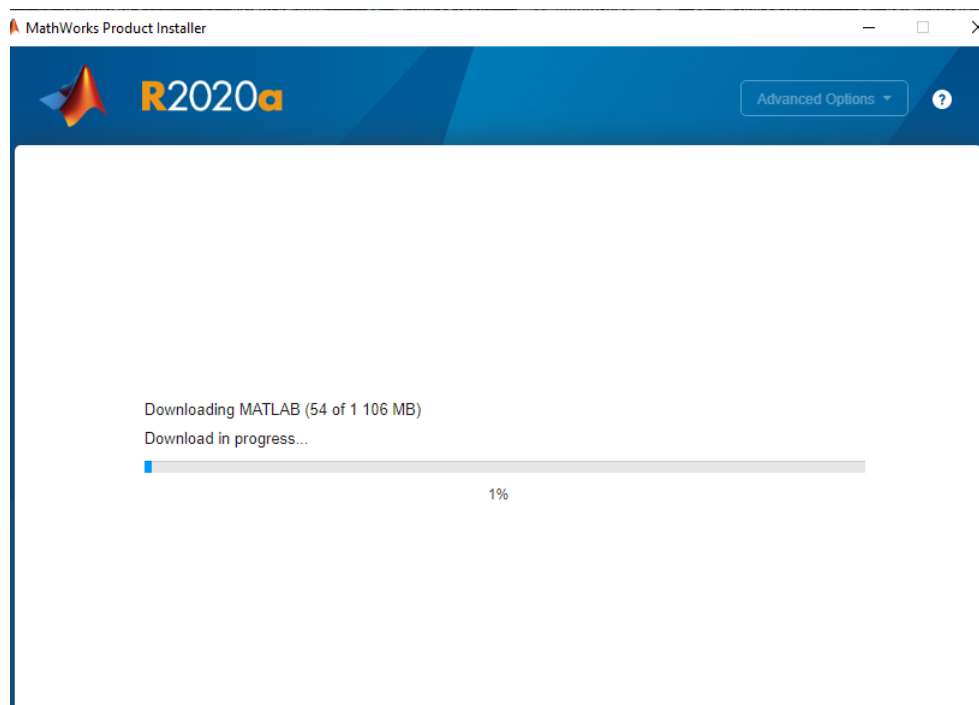 MathWorks Product Installer
R2020a
Advanced Options
?
Downloading MATLAB (54 of 1 106 MB)
Download in progress...
1%